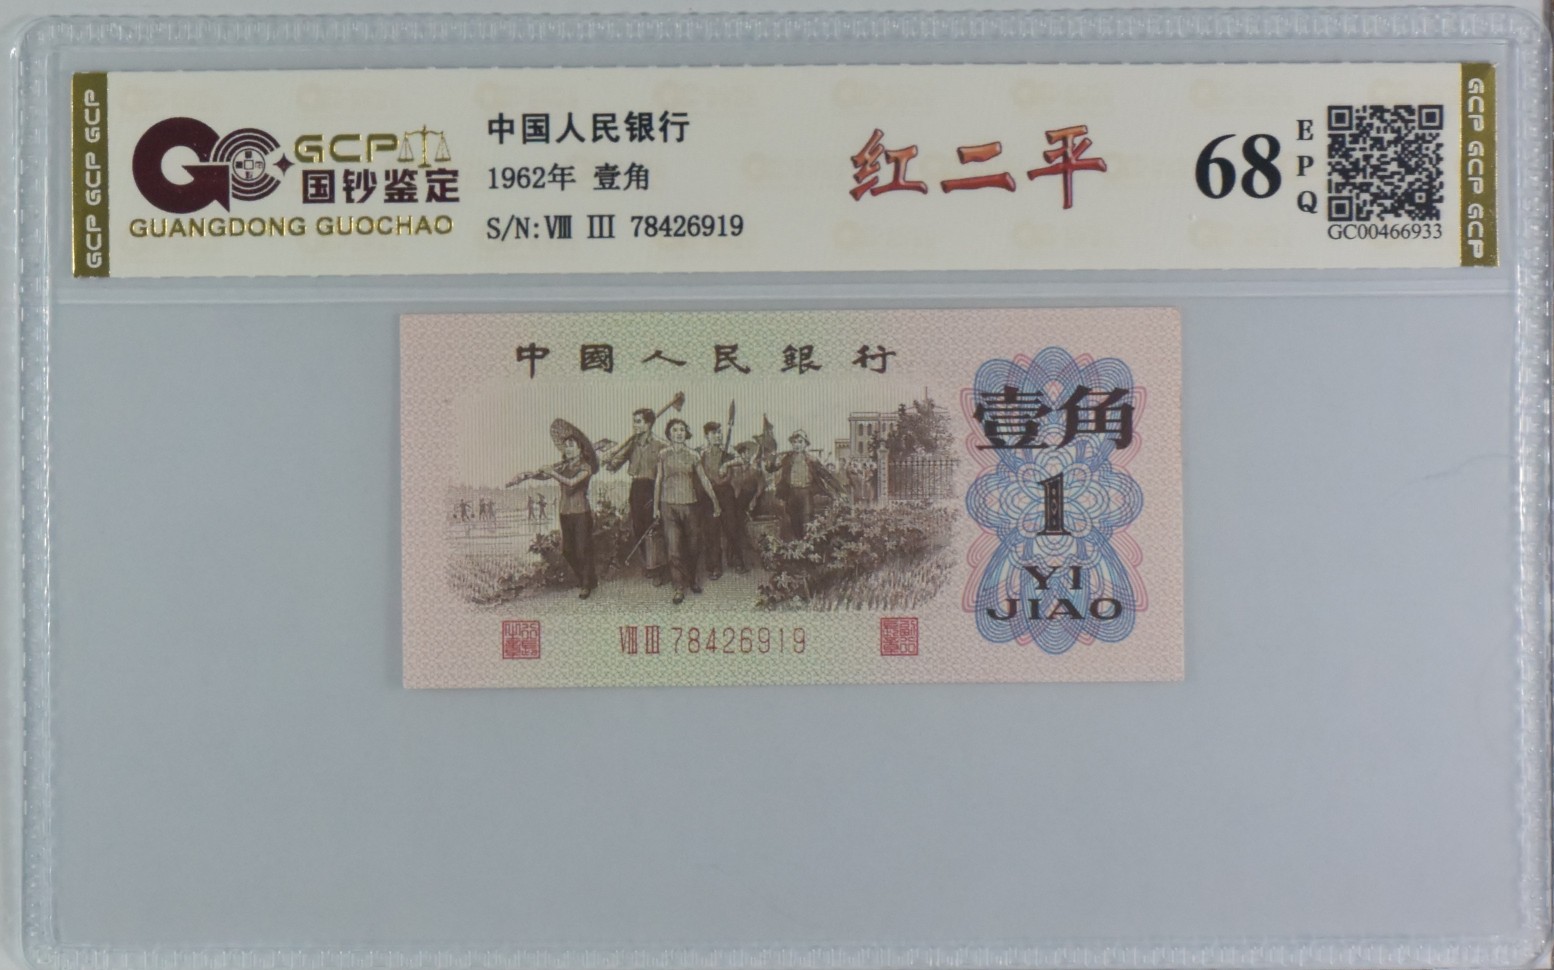 GCP GCP GCP
GCP
国钞鉴定
GUANGDONG GUOCHAO
中国人民银行
1962年 壹角
S/N:Ⅷ Ⅲ 78426919
红二平
68
EPQ
GC00466933
GCP GCP GCP
中國人民銀行
壹角
1
YI
JIAO
Ⅷ Ⅲ 78426919